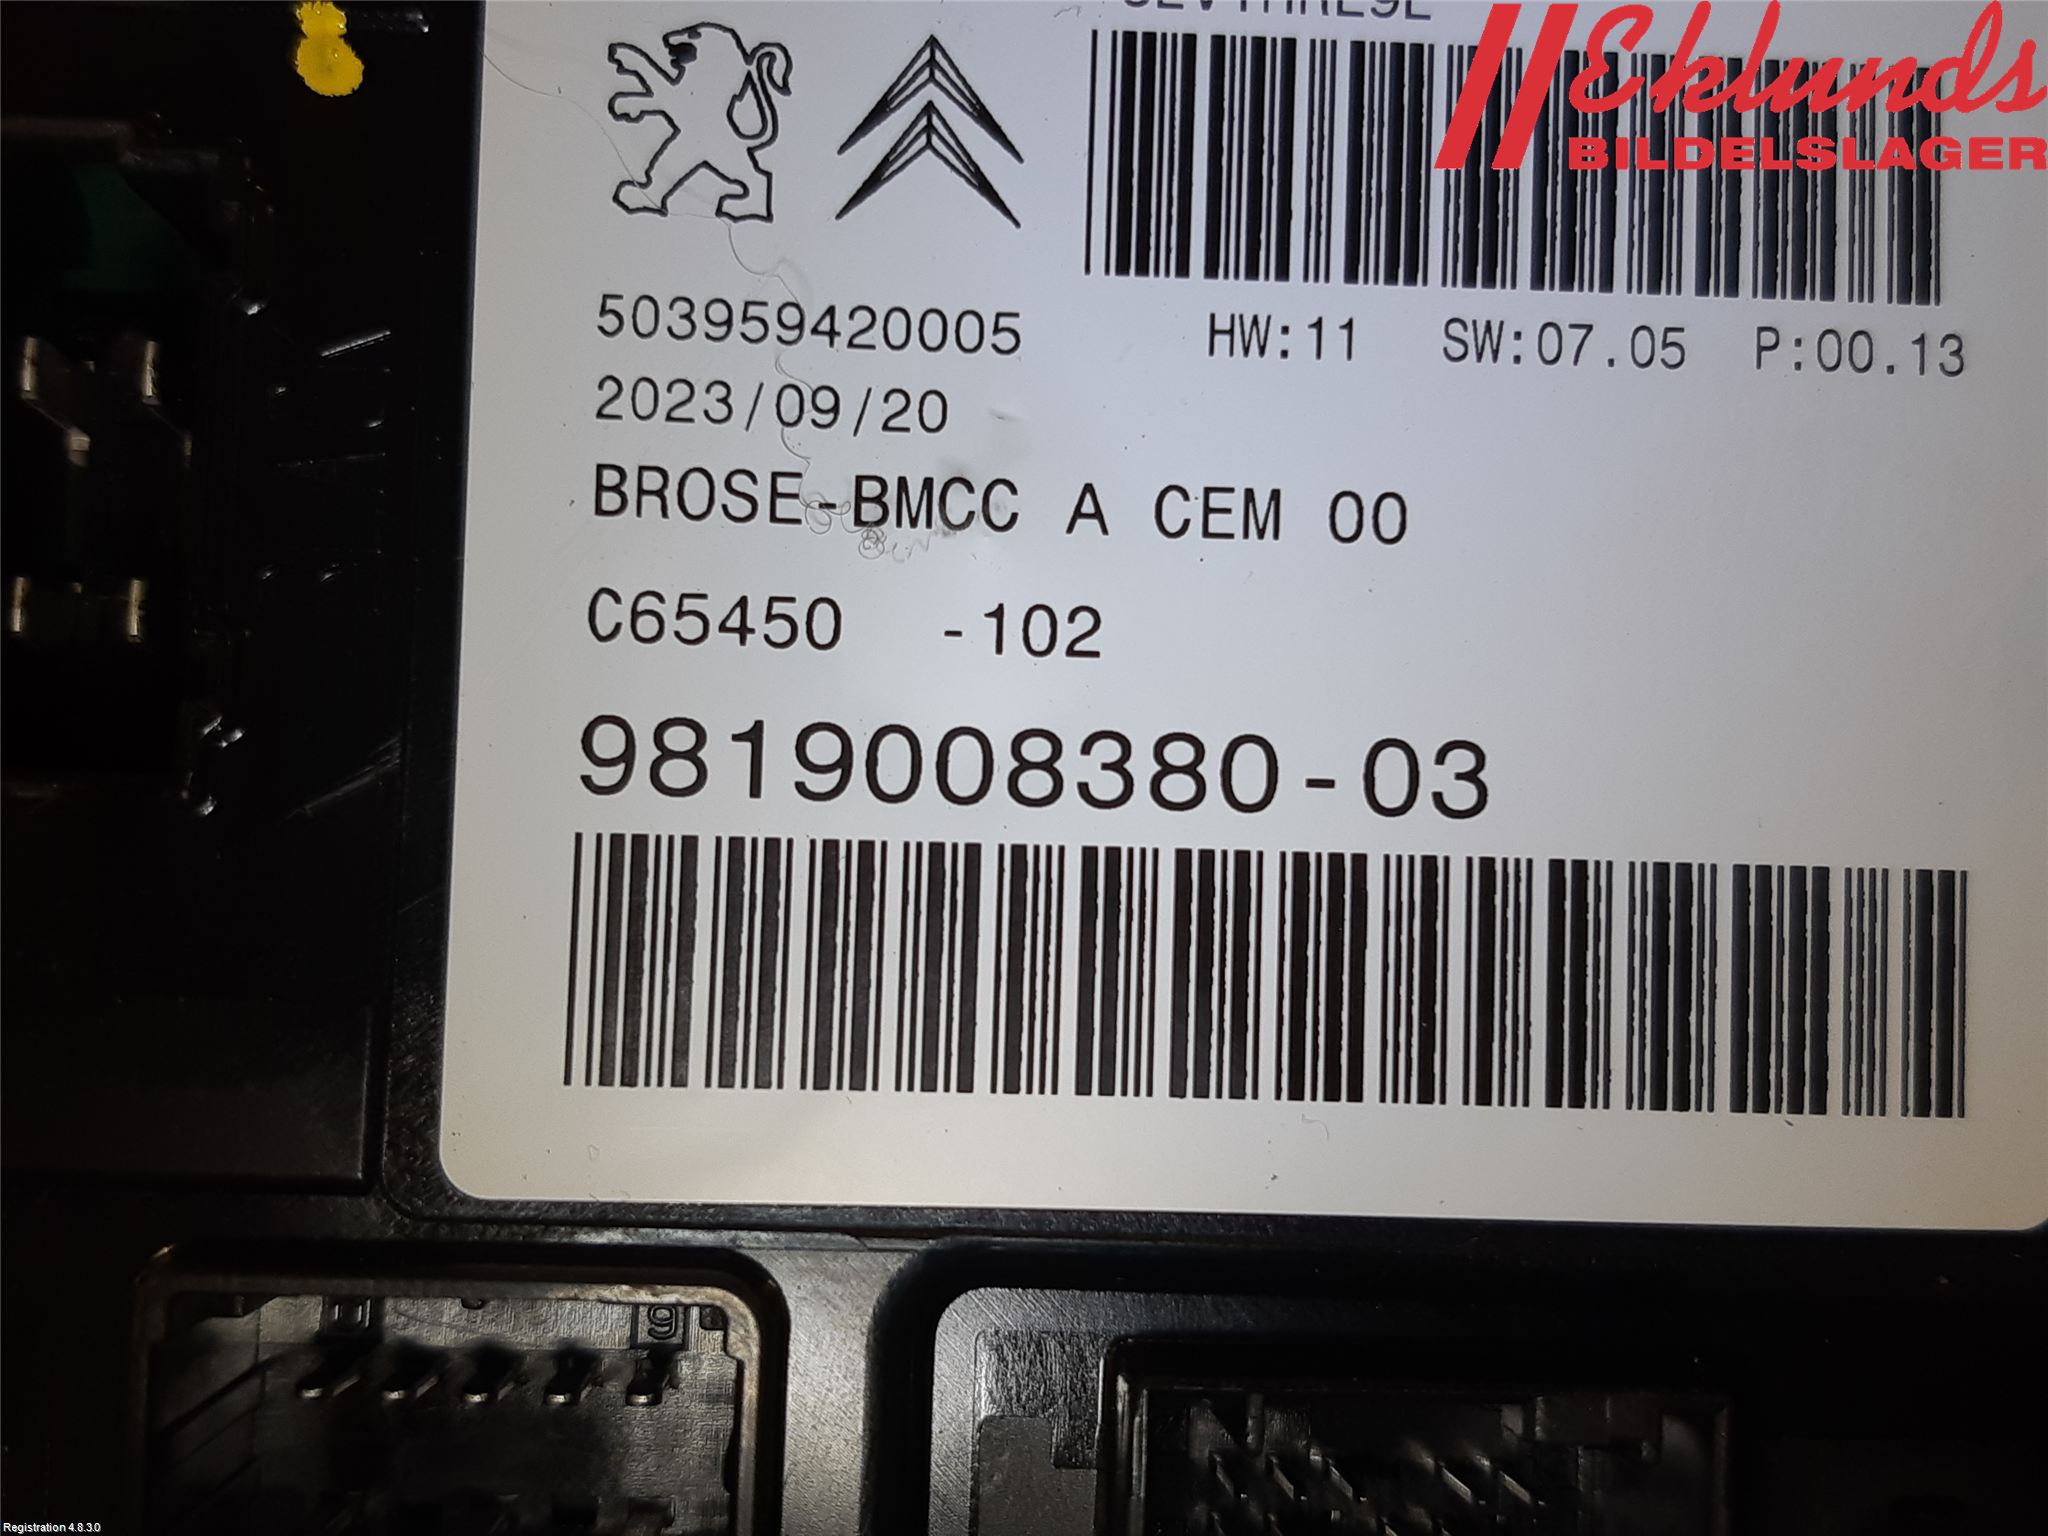 Eklunds
BILDELSLAGER
503959420005 HW:11 SW:07.05 P:00.13
2023/09/20
BROSE-BMCC A CEM 00
C65450 -102
9819008380-03
9
Registration 4.8.3.0